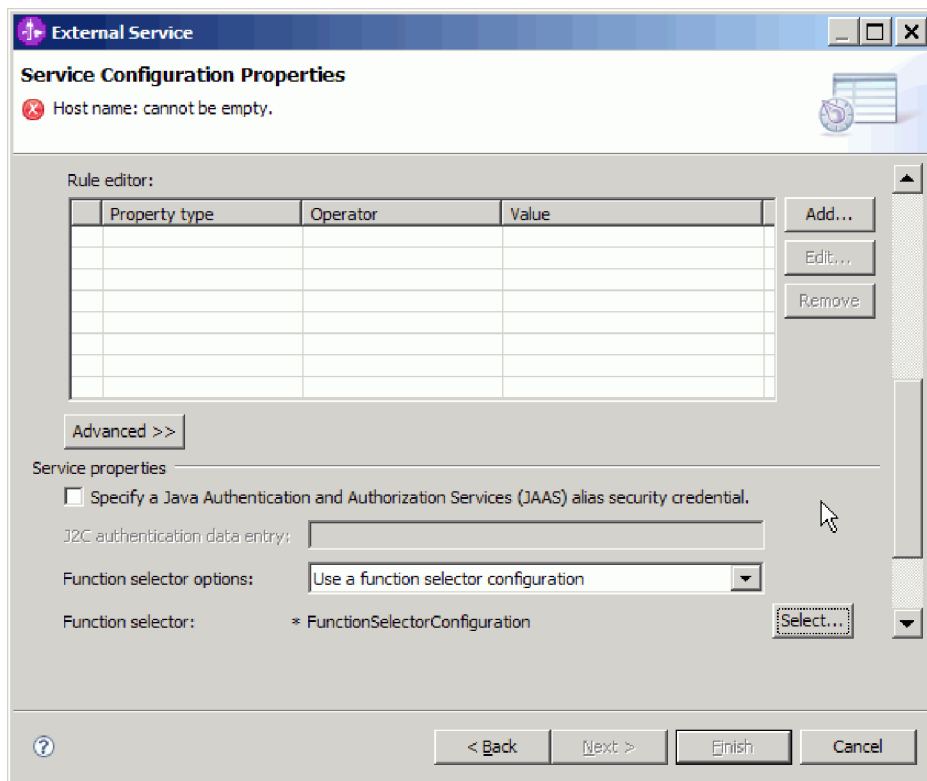 External Service
Service Configuration Properties
Host name: cannot be empty.
Rule editor:
Property type Operator Value
Add...
Edit...
Remove
Advanced >>
Service properties
Specify a Java Authentication and Authorization Services (JAAS) alias security credential.
J2C authentication data entry:
Function selector options: Use a function selector configuration
Function selector: * FunctionSelectorConfiguration Select...
? < Back Next > Finish Cancel